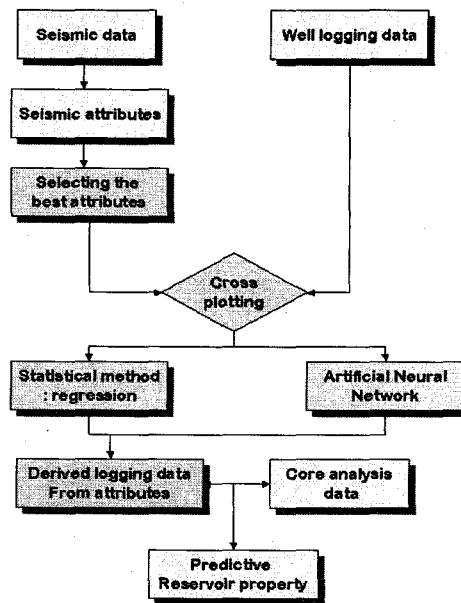 Seismic data
Well logging data
Seismic attributes
Selecting the
best attributes
Cross
plotting
Statistical method
: regression
Artificial Neural
Network
Derived logging data
From attributes
Core analysis
data
Predictive
Reservoir property